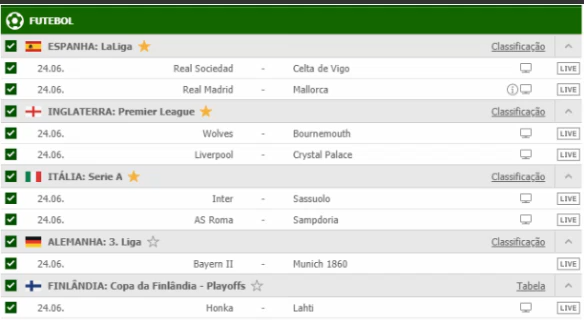 FUTEBOL
ESPANHA: LaLiga Classificação
24.06. Real Sociedad - Celta de Vigo LIVE
24.06. Real Madrid - Mallorca LIVE
INGLATERRA: Premier League Classificação
24.06. Wolves - Bournemouth LIVE
24.06. Liverpool - Crystal Palace LIVE
ITÁLIA: Serie A Classificação
24.06. Inter - Sassuolo LIVE
24.06. AS Roma - Sampdoria LIVE
ALEMANHA: 3. Liga Classificação
24.06. Bayern II - Munich 1860 LIVE
FINLÂNDIA: Copa da Finlândia - Playoffs Tabela
24.06. Honka - Lahti LIVE